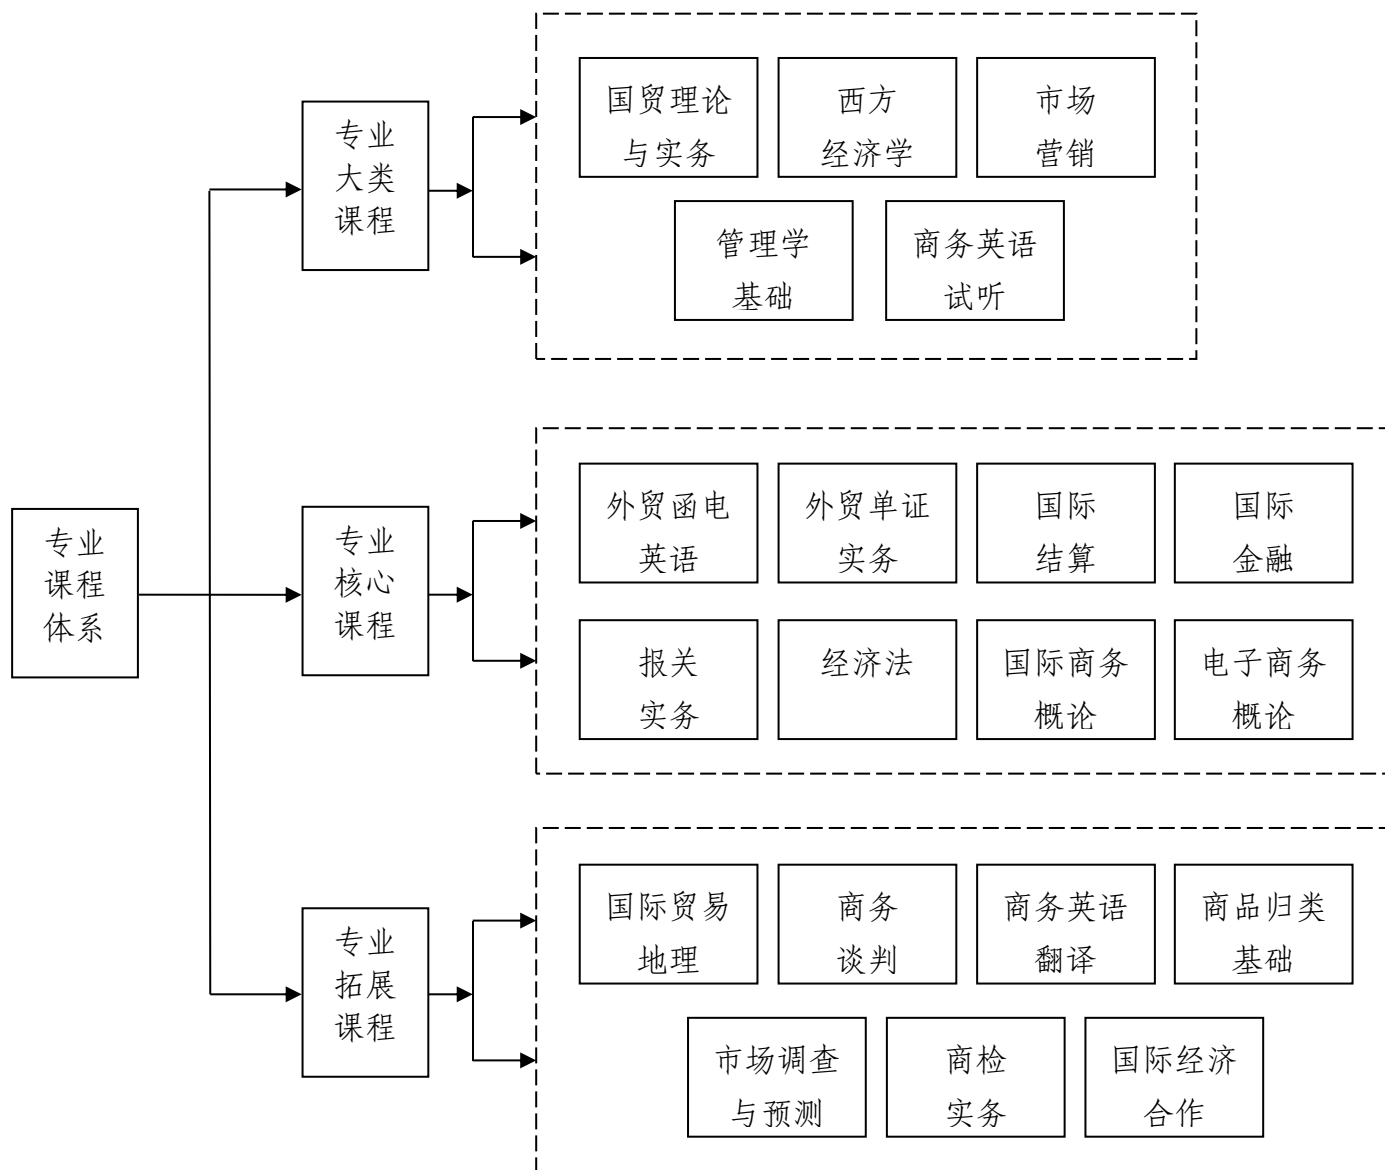 专业
课程
体系
专业
大类
课程
国贸理论
与实务
西方
经济学
市场
营销
管理学
基础
商务英语
试听
专业
核心
课程
外贸函电
英语
外贸单证
实务
国际
结算
国际
金融
报关
实务
经济法
国际商务
概论
电子商务
概论
专业
拓展
课程
国际贸易
地理
商务
谈判
商务英语
翻译
商品归类
基础
市场调查
与预测
商检
实务
国际经济
合作